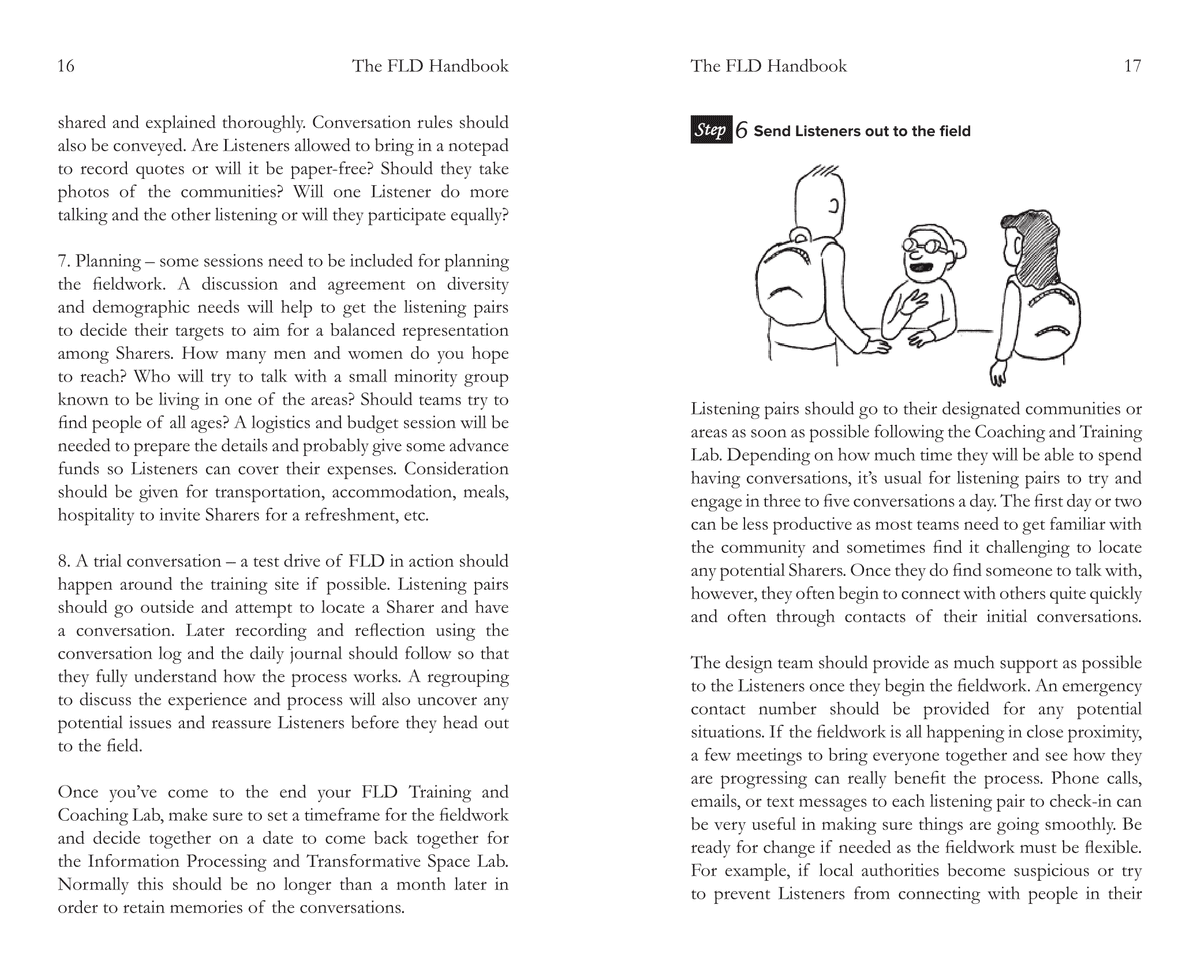 16
The FLD Handbook
shared and explained thoroughly. Conversation rules should
also be conveyed. Are Listeners allowed to bring in a notepad
to record quotes or will it be paper-free? Should they take
photos of the communities? Will one Listener do more
talking and the other listening or will they participate equally?
7. Planning – some sessions need to be included for planning
the fieldwork. A discussion and agreement on diversity
and demographic needs will help to get the listening pairs
to decide their targets to aim for a balanced representation
among Sharers. How many men and women do you hope
to reach? Who will try to talk with a small minority group
known to be living in one of the areas? Should teams try to
find people of all ages? A logistics and budget session will be
needed to prepare the details and probably give some advance
funds so Listeners can cover their expenses. Consideration
should be given for transportation, accommodation, meals,
hospitality to invite Sharers for a refreshment, etc.
8. A trial conversation – a test drive of FLD in action should
happen around the training site if possible. Listening pairs
should go outside and attempt to locate a Sharer and have
a conversation. Later recording and reflection using the
conversation log and the daily journal should follow so that
they fully understand how the process works. A regrouping
to discuss the experience and process will also uncover any
potential issues and reassure Listeners before they head out
to the field.
Once you’ve come to the end your FLD Training and
Coaching Lab, make sure to set a timeframe for the fieldwork
and decide together on a date to come back together for
the Information Processing and Transformative Space Lab.
Normally this should be no longer than a month later in
order to retain memories of the conversations.
The FLD Handbook
17
Step 6 Send Listeners out to the field
Listening pairs should go to their designated communities or
areas as soon as possible following the Coaching and Training
Lab. Depending on how much time they will be able to spend
having conversations, it’s usual for listening pairs to try and
engage in three to five conversations a day. The first day or two
can be less productive as most teams need to get familiar with
the community and sometimes find it challenging to locate
any potential Sharers. Once they do find someone to talk with,
however, they often begin to connect with others quite quickly
and often through contacts of their initial conversations.
The design team should provide as much support as possible
to the Listeners once they begin the fieldwork. An emergency
contact number should be provided for any potential
situations. If the fieldwork is all happening in close proximity,
a few meetings to bring everyone together and see how they
are progressing can really benefit the process. Phone calls,
emails, or text messages to each listening pair to check-in can
be very useful in making sure things are going smoothly. Be
ready for change if needed as the fieldwork must be flexible.
For example, if local authorities become suspicious or try
to prevent Listeners from connecting with people in their